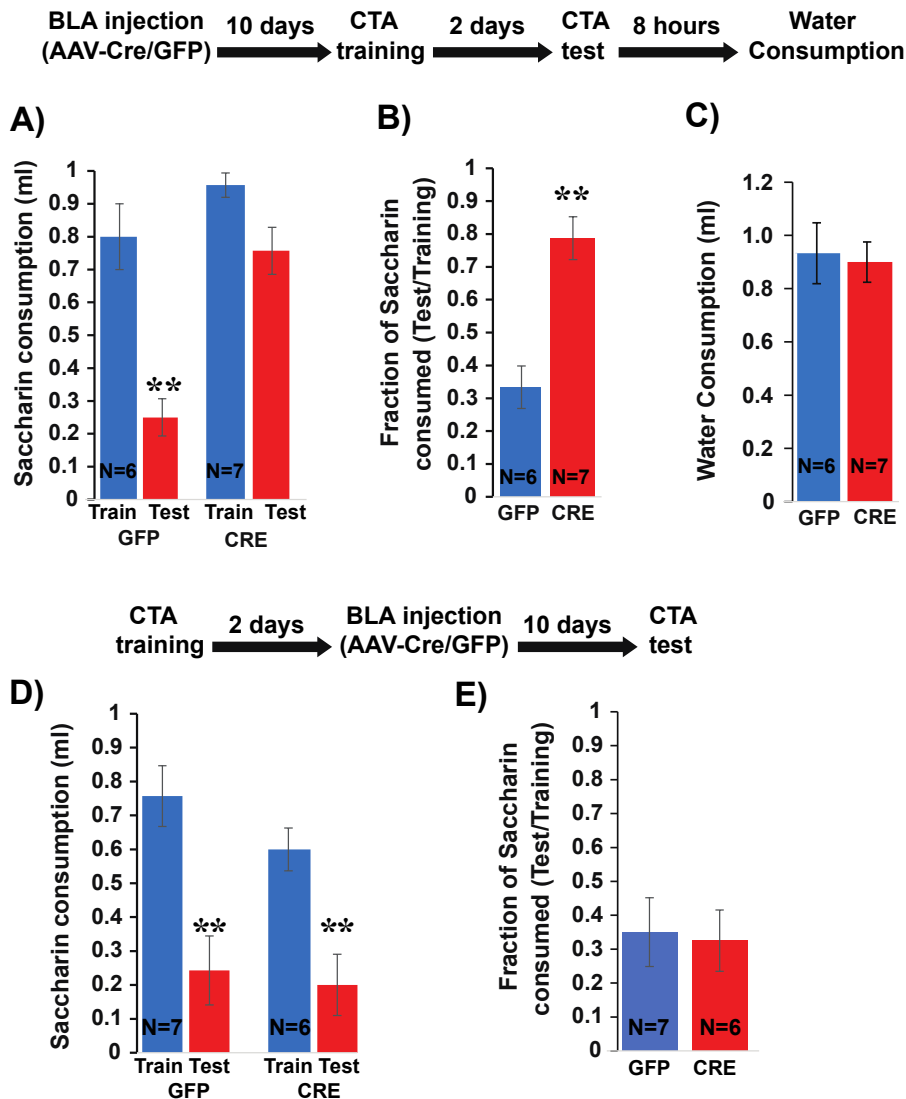 BLA injection
(AAV-Cre/GFP)
10 days
CTA
training
2 days
CTA
test
8 hours
Water
Consumption
A)
Saccharin consumption (ml)
1
0.9
0.8
0.7
0.6
0.5
0.4
0.3
0.2
0.1
0
**
N=6
N=7
Train Test
Train Test
GFP
CRE
B)
Fraction of Saccharin
consumed (Test/Training)
1
0.9
0.8
0.7
0.6
0.5
0.4
0.3
0.2
0.1
0
**
N=6
N=7
GFP
CRE
C)
Water Consumption (ml)
1.2
1.0
0.8
0.6
0.4
0.2
0
N=6
N=7
GFP
CRE
CTA
training
2 days
BLA injection
(AAV-Cre/GFP)
10 days
CTA
test
D)
Saccharin consumption (ml)
1
0.9
0.8
0.7
0.6
0.5
0.4
0.3
0.2
0.1
0
**
**
N=7
N=6
Train Test
Train Test
GFP
CRE
E)
Fraction of Saccharin
consumed (Test/Training)
1
0.9
0.8
0.7
0.6
0.5
0.4
0.3
0.2
0.1
0
N=7
N=6
GFP
CRE